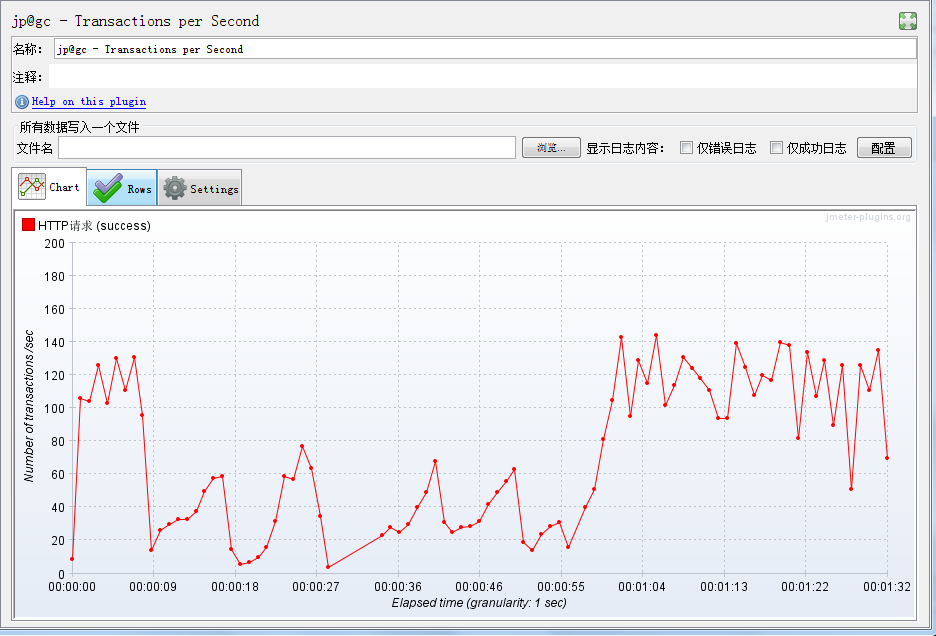 jp@gc - Transactions per Second
名称： jp@gc - Transactions per Second
注释：
Help on this plugin
所有数据写入一个文件
文件名 浏览... 显示日志内容： 仅错误日志 仅成功日志 配置
Chart Rows Settings
jmeter-plugins.org
HTTP请求 (success)
200
180
160
140
120
100
80
60
40
20
0
Number of transactions /sec
00:00:00 00:00:09 00:00:18 00:00:27 00:00:36 00:00:46 00:00:55 00:01:04 00:01:13 00:01:22 00:01:32
Elapsed time (granularity: 1 sec)